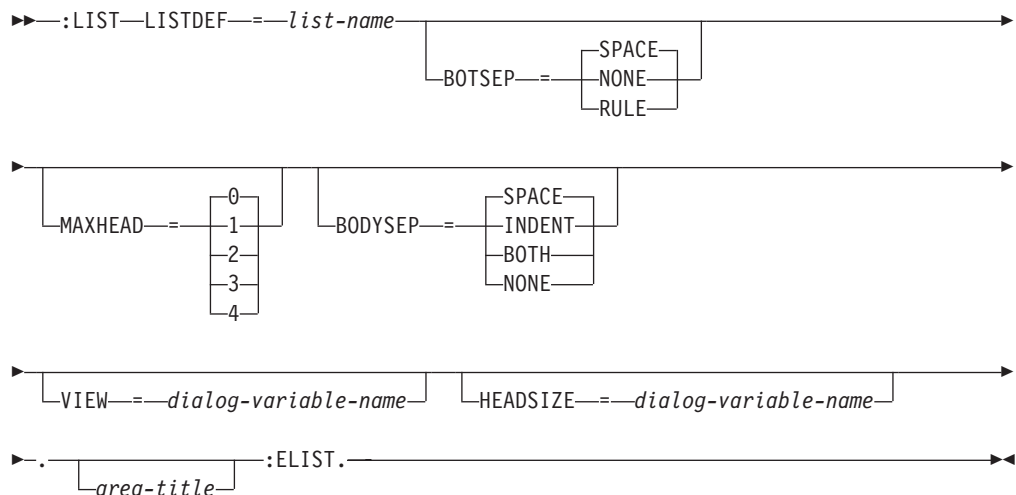 :LIST LISTDEF = list-name
SPACE
BOTSEP = NONE
RULE
0
MAXHEAD = 1
2
3
4
SPACE
BODYSEP = INDENT
BOTH
NONE
VIEW = dialog-variable-name HEADSIZE = dialog-variable-name
. :ELIST.
area-title